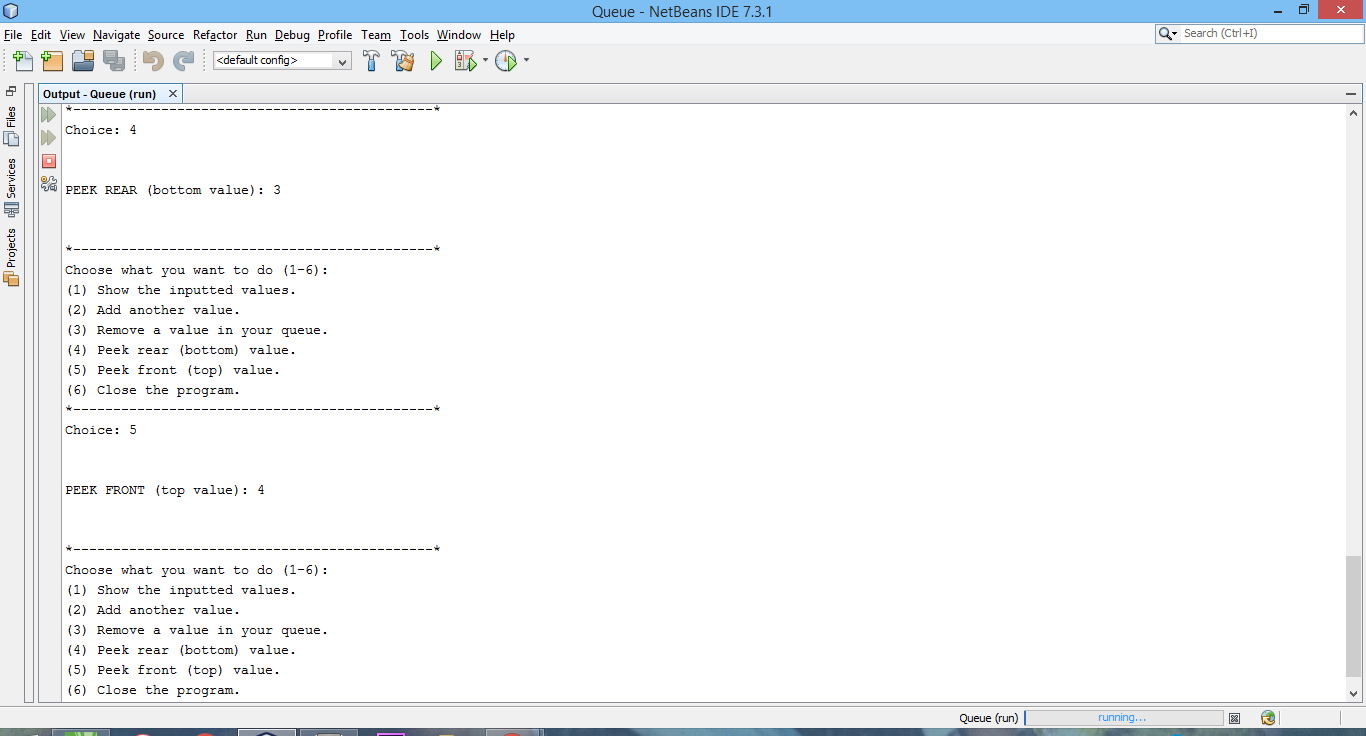 Queue - NetBeans IDE 7.3.1
File Edit View Navigate Source Refactor Run Debug Profile Team Tools Window Help
Search (Ctrl+I)
<default config>
Files
Services
Projects
Output - Queue (run)
*---------------------------------------------*
Choice: 4
PEEK REAR (bottom value): 3
*---------------------------------------------*
Choose what you want to do (1-6):
(1) Show the inputted values.
(2) Add another value.
(3) Remove a value in your queue.
(4) Peek rear (bottom) value.
(5) Peek front (top) value.
(6) Close the program.
*---------------------------------------------*
Choice: 5
PEEK FRONT (top value): 4
*---------------------------------------------*
Choose what you want to do (1-6):
(1) Show the inputted values.
(2) Add another value.
(3) Remove a value in your queue.
(4) Peek rear (bottom) value.
(5) Peek front (top) value.
(6) Close the program.
Queue (run)
running...